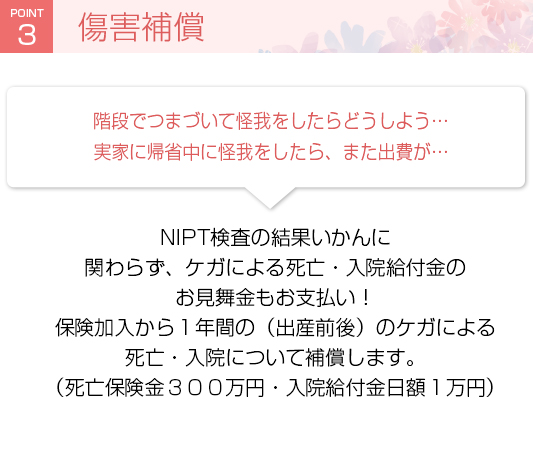 POINT
3
傷害補償
階段でつまづいて怪我をしたらどうしよう…
実家に帰省中に怪我をしたら、また出費が…
NIPT検査の結果いかんに
関わらず、ケガによる死亡・入院給付金の
お見舞金もお支払い！
保険加入から１年間の（出産前後）のケガによる
死亡・入院について補償します。
（死亡保険金３００万円・入院給付金日額１万円）